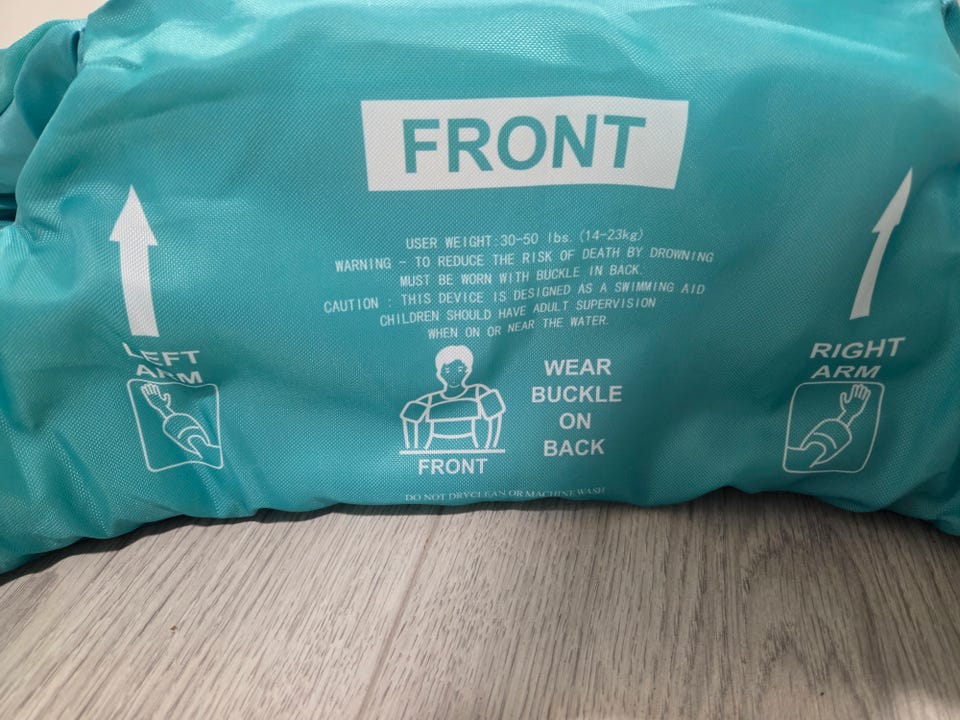 FRONT
USER WEIGHT:30-50 lbs.(14-23kg)
WARNING - TO REDUCE THE RISK OF DEATH BY DROWNING
MUST BE WORN WITH BUCKLE IN BACK.
CAUTION : THIS DEVICE IS DESIGNED AS A SWIMMING AID
CHILDREN SHOULD HAVE ADULT SUPERVISION
WHEN ON OR NEAR THE WATER.
LEFT
ARM
FRONT
WEAR
BUCKLE
ON
BACK
RIGHT
ARM
DO NOT DRYCLEAN OR MACHINE WASH